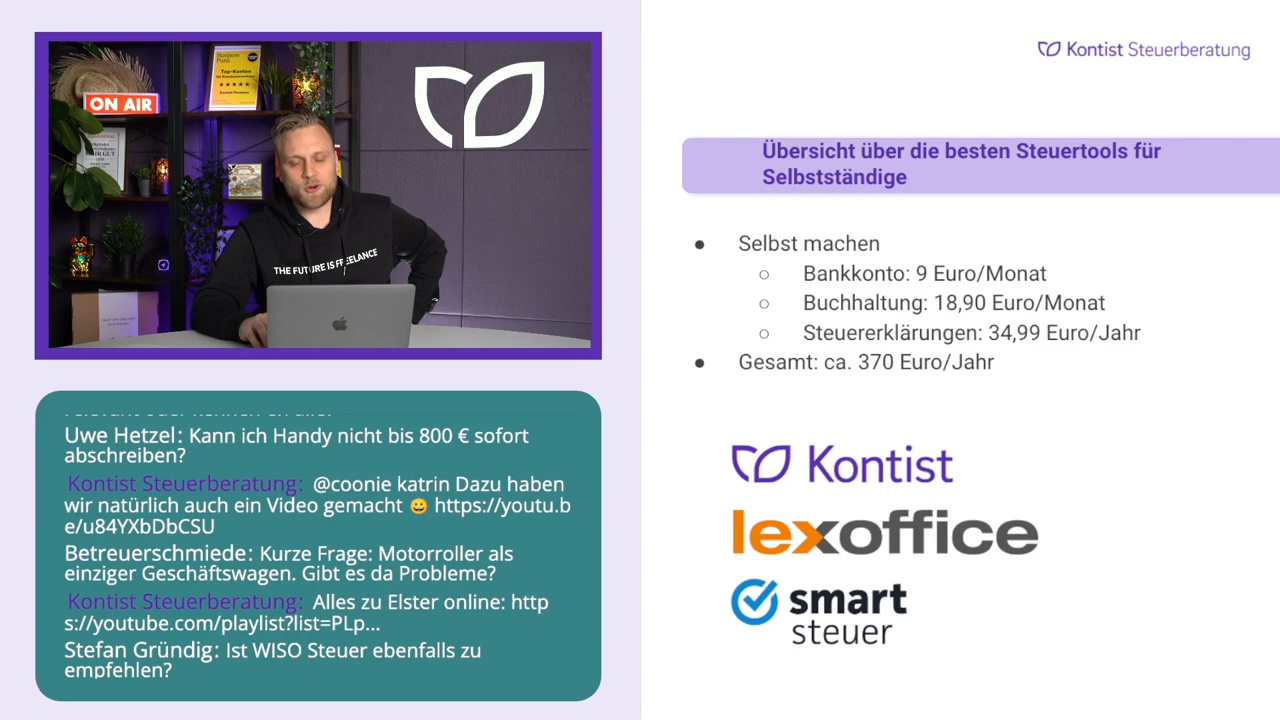 Business Punk
Top-Konten
ON AIR
THE FUTURE IS FREELANCE
Uwe Hetzel: Kann ich Handy nicht bis 800 € sofort
abschreiben?
Kontist Steuerberatung: @coonie katrin Dazu haben
wir natürlich auch ein Video gemacht 😀 https://youtu.b
e/u84YXbDbCSU
Betreuerschmiede: Kurze Frage: Motorroller als
einziger Geschäftswagen. Gibt es da Probleme?
Kontist Steuerberatung: Alles zu Elster online: http
s://youtube.com/playlist?list=PLp...
Stefan Gründig: Ist WISO Steuer ebenfalls zu
empfehlen?
Kontist Steuerberatung
Übersicht über die besten Steuertools für
Selbstständige
● Selbst machen
○ Bankkonto: 9 Euro/Monat
○ Buchhaltung: 18,90 Euro/Monat
○ Steuererklärungen: 34,99 Euro/Jahr
● Gesamt: ca. 370 Euro/Jahr
Kontist
lexoffice
smart
steuer